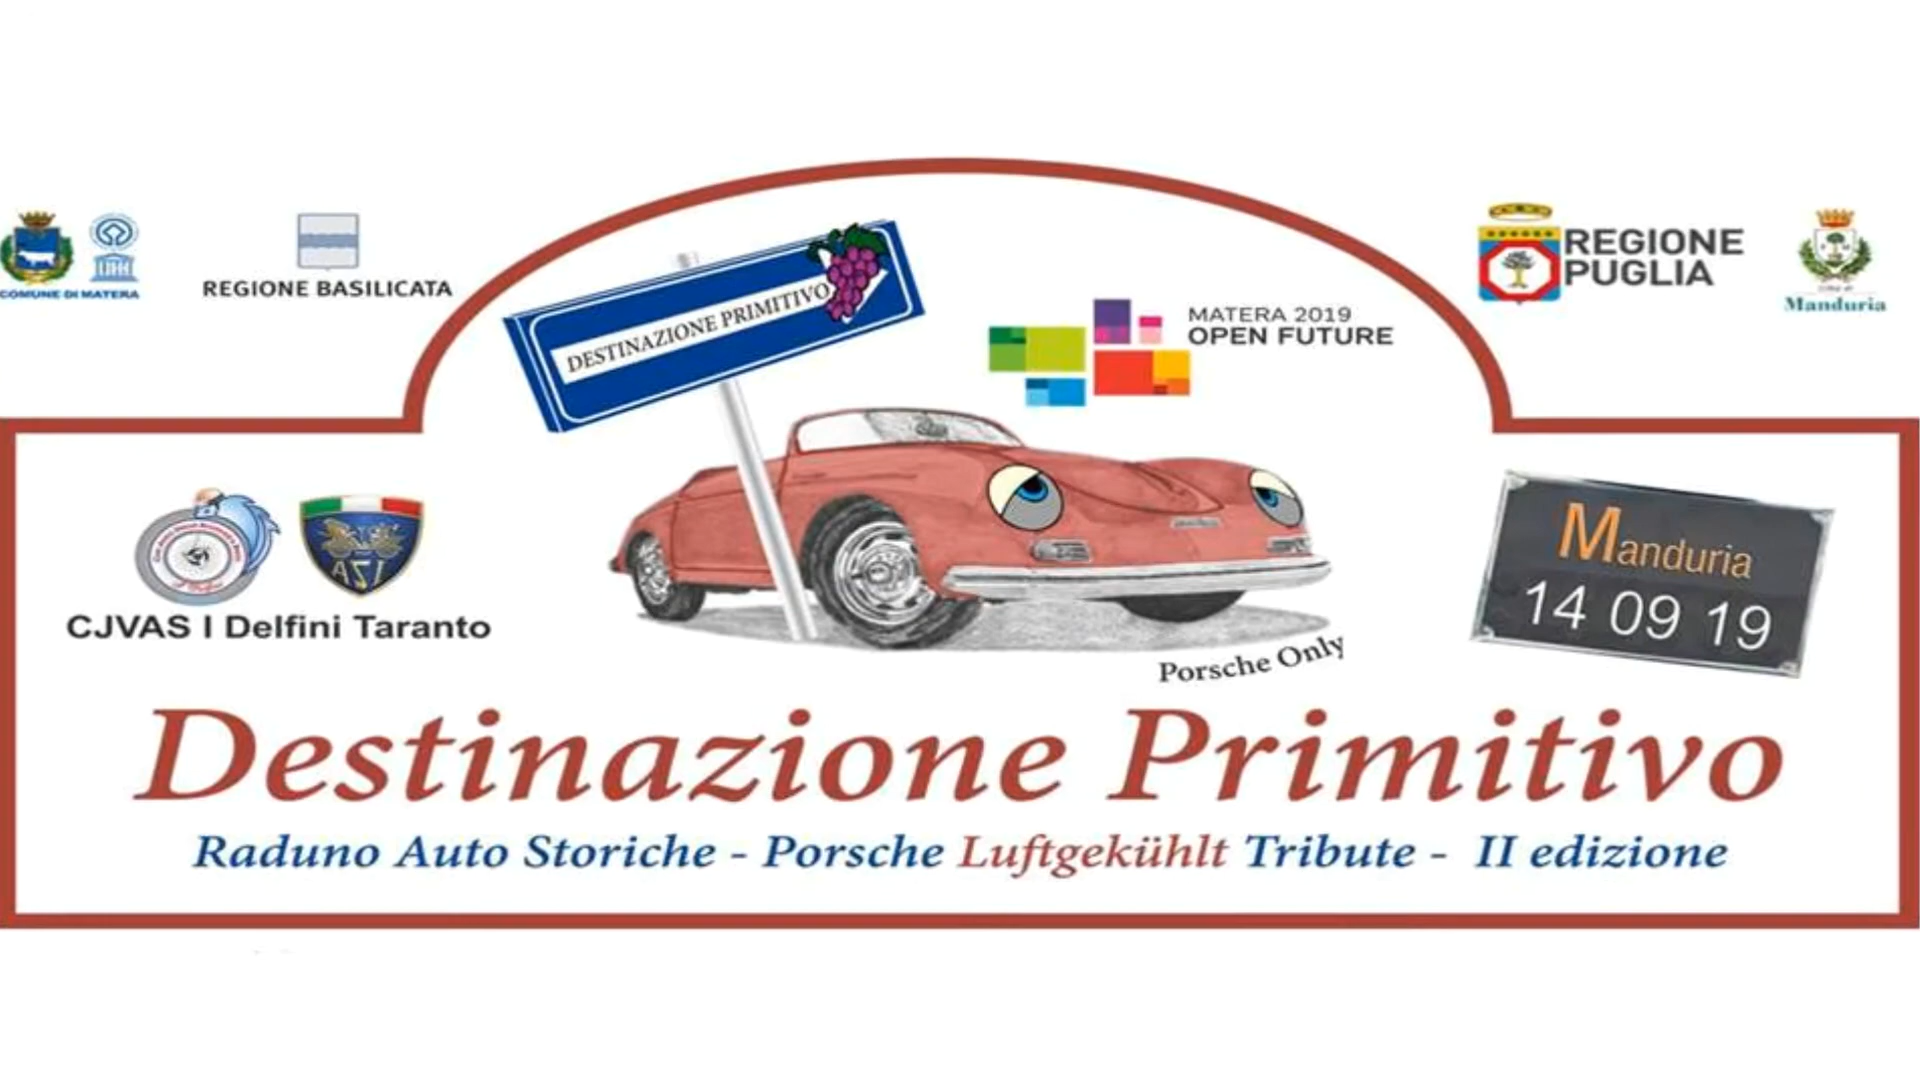 COMUNE DI MATERA
REGIONE BASILICATA
DESTINAZIONE PRIMITIVO
MATERA 2019
OPEN FUTURE
REGIONE
PUGLIA
Manduria
ASI
CJVAS I Delfini Taranto
Manduria
14 09 19
Porsche Only
Destinazione Primitivo
Raduno Auto Storiche - Porsche Luftgekühlt Tribute - II edizione